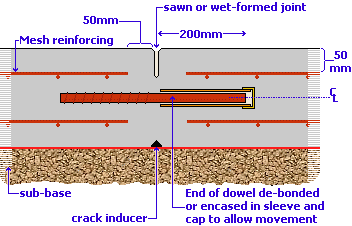 sawn or wet-formed joint
50mm
200mm
Mesh reinforcing
50
mm
C
L
sub-base
crack inducer
End of dowel de-bonded
or encased in sleeve and
cap to allow movement